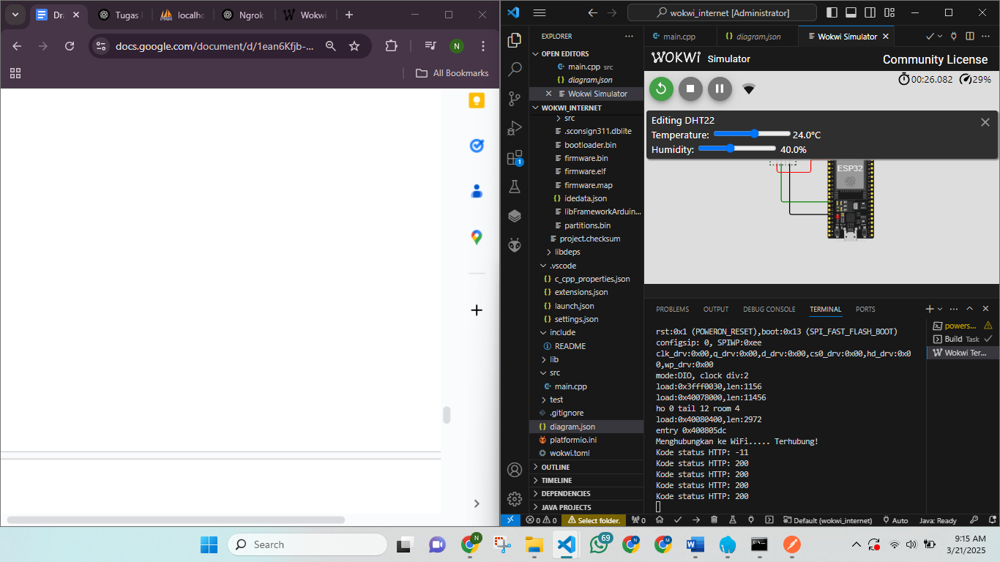 Dra
Tugas
localho
Ngrok
Wokwi
docs.google.com/document/d/1ean6Kfjb-...
N
All Bookmarks
wokwi_internet [Administrator]
EXPLORER
OPEN EDITORS
main.cpp src
diagram.json
Wokwi Simulator
WOKWI_INTERNET
src
.sconsign311.dblite
bootloader.bin
firmware.bin
firmware.elf
firmware.map
idedata.json
libFrameworkArduin...
partitions.bin
project.checksum
libdeps
.vscode
c_cpp_properties.json
extensions.json
launch.json
settings.json
include
README
lib
src
main.cpp
test
.gitignore
diagram.json
platformio.ini
wokwi.toml
OUTLINE
TIMELINE
DEPENDENCIES
JAVA PROJECTS
1
main.cpp
diagram.json
Wokwi Simulator
WOKWI Simulator
Community License
00:26.082 29%
Editing DHT22
Temperature: 24.0°C
Humidity: 40.0%
ESP32
PROBLEMS OUTPUT DEBUG CONSOLE TERMINAL PORTS
rst:0x1 (POWERON_RESET),boot:0x13 (SPI_FAST_FLASH_BOOT)
configsip: 0, SPIWP:0xee
clk_drv:0x00,q_drv:0x00,d_drv:0x00,cs0_drv:0x00,hd_drv:0x0
0,wp_drv:0x00
mode:DIO, clock div:2
load:0x3fff0030,len:1156
load:0x40078000,len:11456
ho 0 tail 12 room 4
load:0x40080400,len:2972
entry 0x400805dc
Menghubungkan ke WiFi..... Terhubung!
Kode status HTTP: -11
Kode status HTTP: 200
Kode status HTTP: 200
Kode status HTTP: 200
Kode status HTTP: 200
powers...
Build Task
Wokwi Ter...
0 0 Select folder. 0 Default (wokwi_internet) Auto Java: Ready
Search
69
9:15 AM
3/21/2025